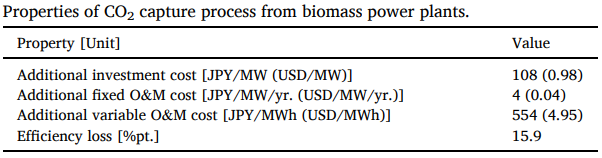 Properties of CO₂ capture process from biomass power plants.
Property [Unit] Value
Additional investment cost [JPY/MW (USD/MW)] 108 (0.98)
Additional fixed O&M cost [JPY/MW/yr. (USD/MW/yr.)] 4 (0.04)
Additional variable O&M cost [JPY/MWh (USD/MWh)] 554 (4.95)
Efficiency loss [%pt.] 15.9